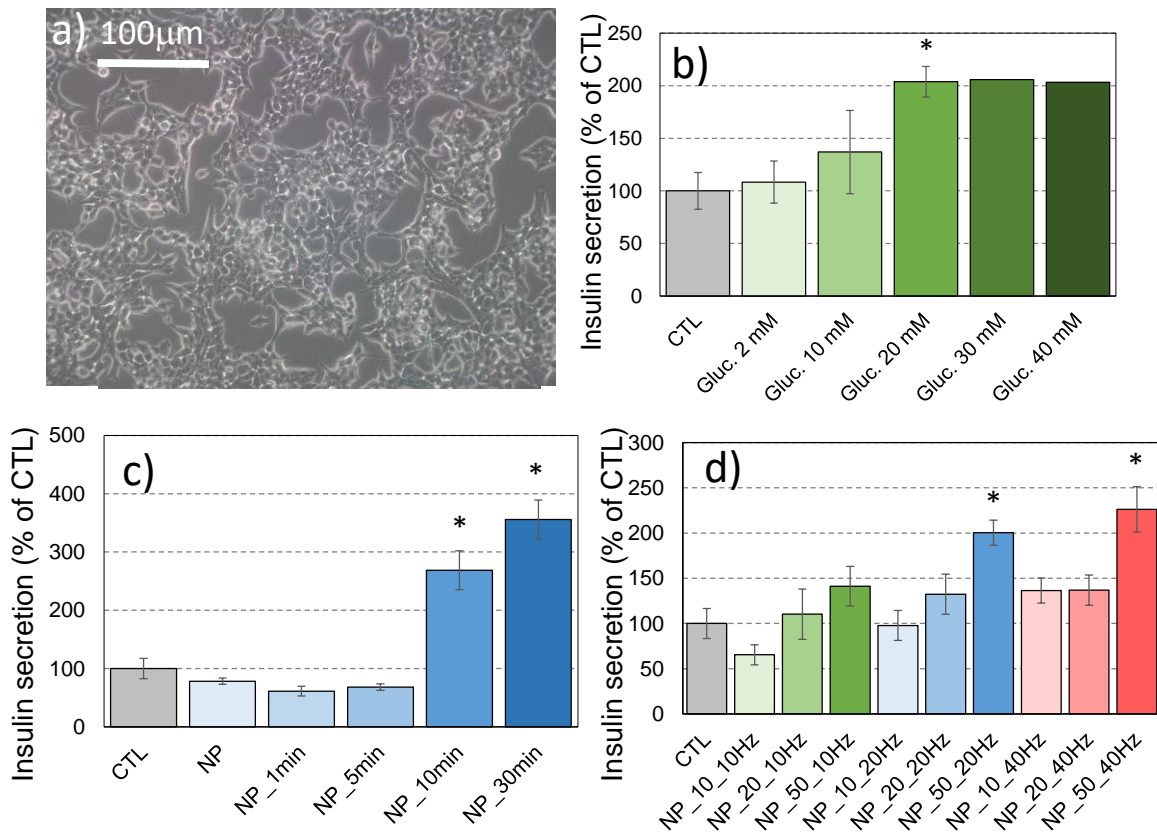 a) 100μm
b)
Insulin secretion (% of CTL)
250
200
150
100
50
0
*
CTL
Gluc. 2 mM
Gluc. 10 mM
Gluc. 20 mM
Gluc. 30 mM
Gluc. 40 mM
c)
Insulin secretion (% of CTL)
500
400
300
200
100
0
*
*
CTL
NP
NP_1min
NP_5min
NP_10min
NP_30min
d)
Insulin secretion (% of CTL)
300
250
200
150
100
50
0
*
*
CTL
NP_10_10Hz
NP_20_10Hz
NP_50_10Hz
NP_10_20Hz
NP_20_20Hz
NP_50_20Hz
NP_10_40Hz
NP_20_40Hz
NP_50_40Hz